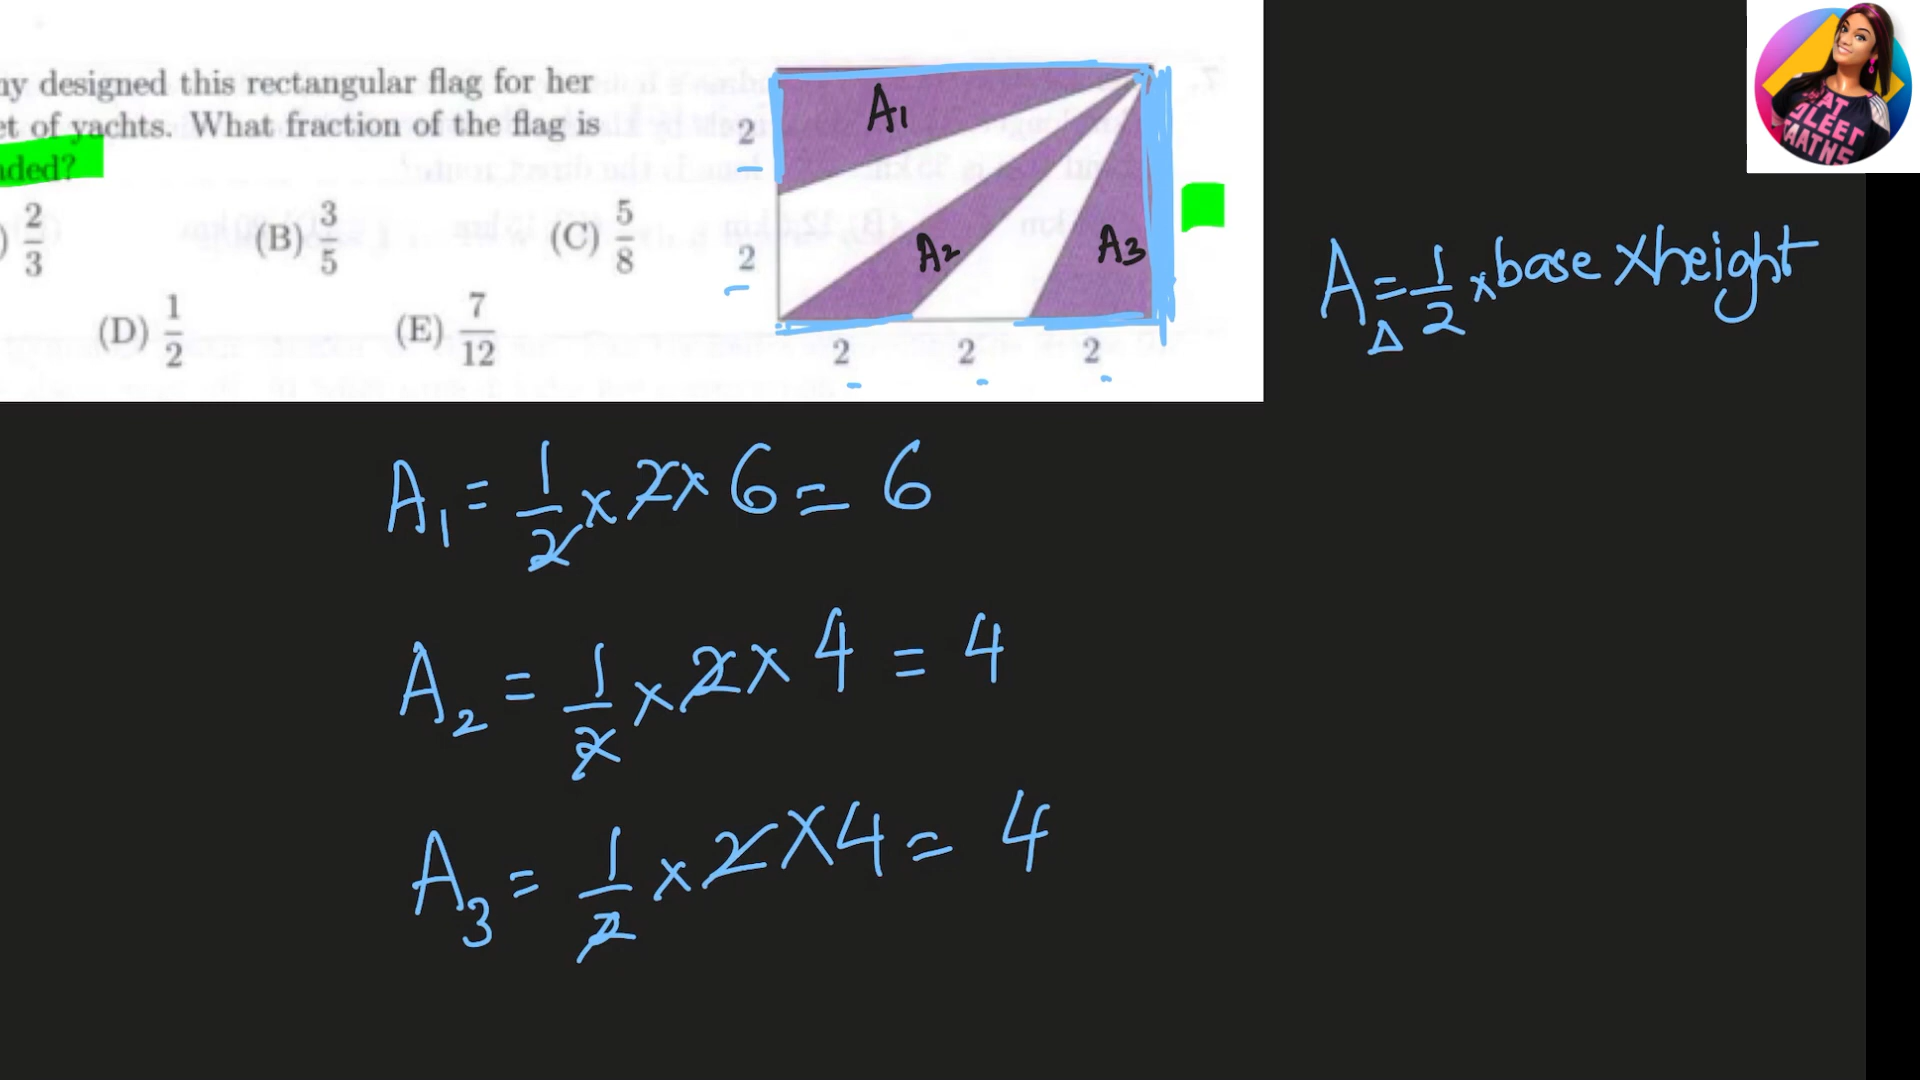 ny designed this rectangular flag for her
et of yachts. What fraction of the flag is
aded?
) 2/3 (B) 3/5 (C) 5/8
(D) 1/2 (E) 7/12
2
2
2 2 2
A₁
A₂
A₃
7.
A△ = 1/2 × base × height
A₁ = 1/2 × 2 × 6 = 6
A₂ = 1/2 × 2 × 4 = 4
A₃ = 1/2 × 2 × 4 = 4